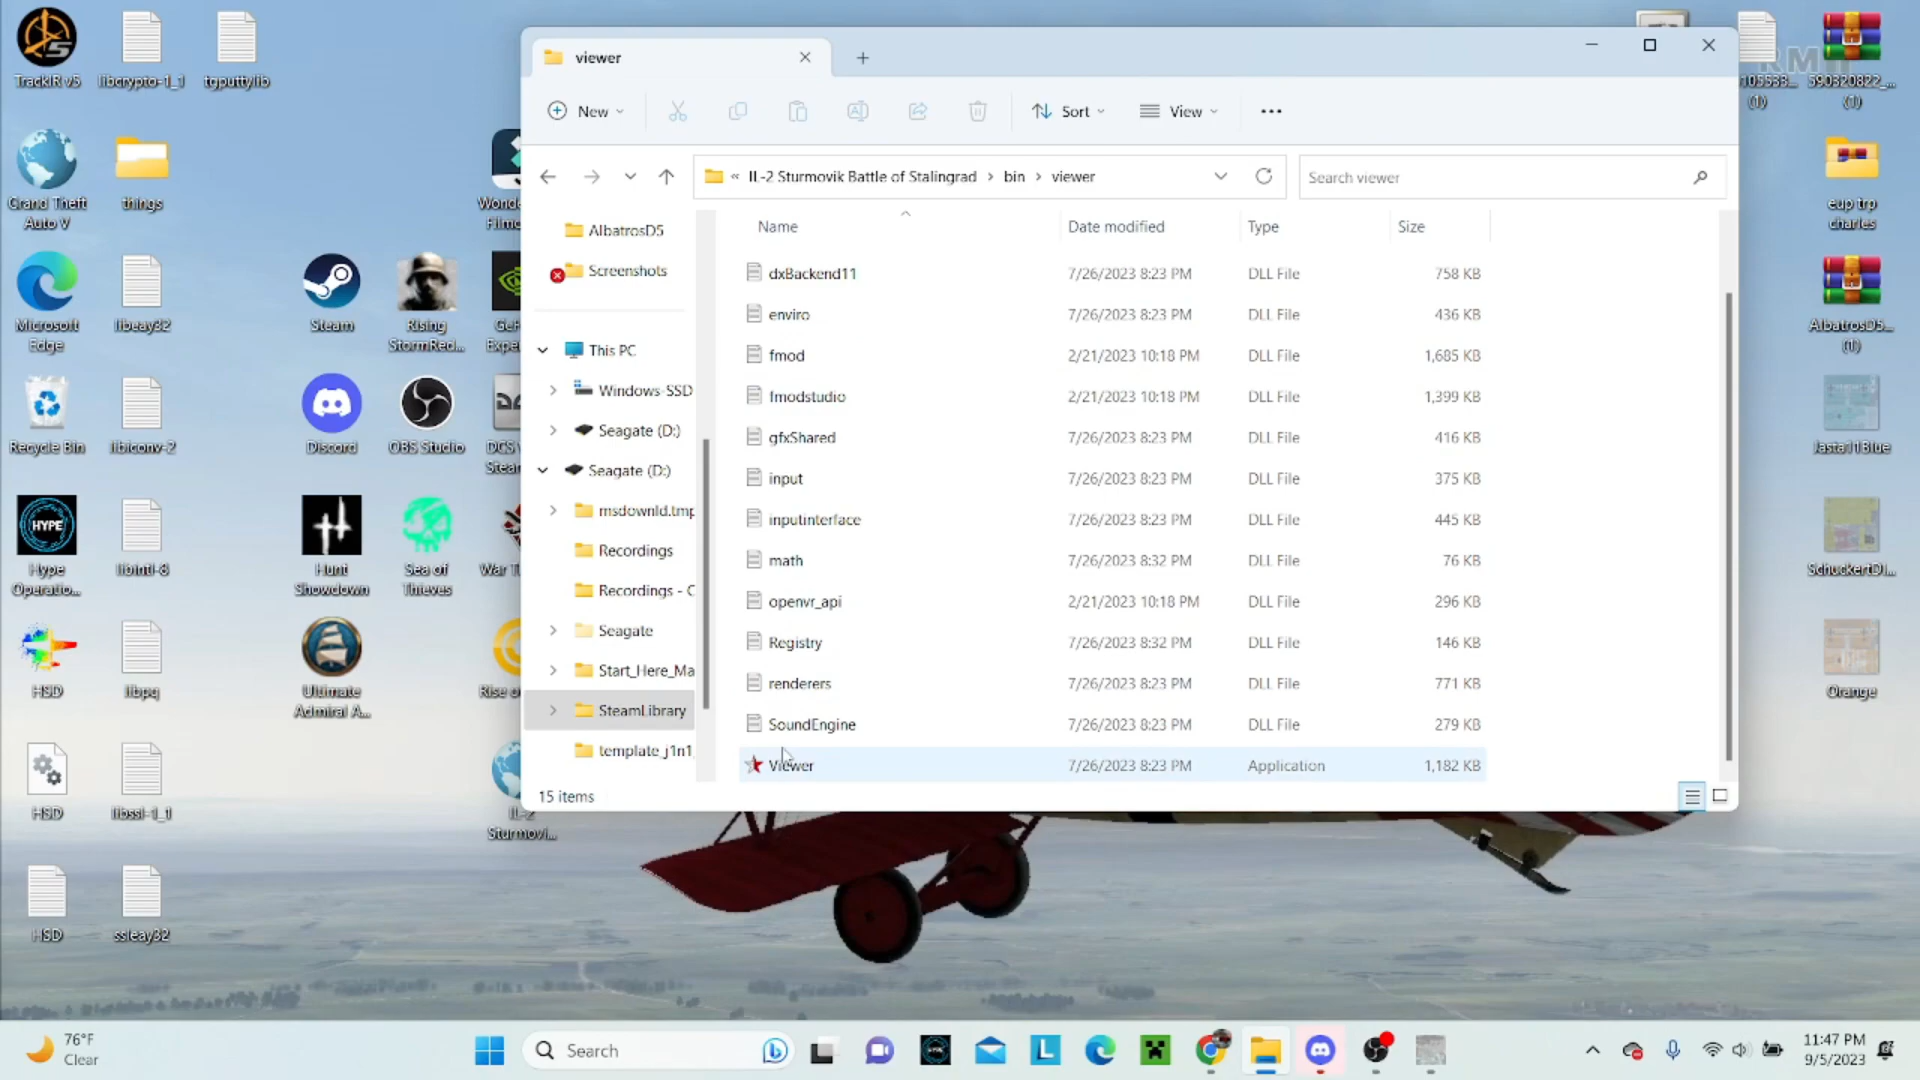 TrackIR v5
libcrypto-1_1
tgputtylib
Grand Theft
Auto V
things
Microsoft
Edge
libeay32
Steam
Rising
StormRed...
Recycle Bin
libiconv-2
Discord
OBS Studio
Hype
Operatio...
libintl-8
Hunt
Showdown
Sea of
Thieves
HSD
libpq
Ultimate
Admiral A...
HSD
libssl-1_1
IL-2
Sturmovi...
HSD
ssleay32
HYPE
viewer
New
Sort
View
IL-2 Sturmovik Battle of Stalingrad
bin
viewer
Search viewer
AlbatrosD5
Screenshots
This PC
Windows-SSD
Seagate (D:)
Seagate (D:)
msdownld.tmp
Recordings
Recordings - C
Seagate
Start_Here_Ma
SteamLibrary
template_j1n1
Name Date modified Type Size
dxBackend11 7/26/2023 8:23 PM DLL File 758 KB
enviro 7/26/2023 8:23 PM DLL File 436 KB
fmod 2/21/2023 10:18 PM DLL File 1,685 KB
fmodstudio 2/21/2023 10:18 PM DLL File 1,399 KB
gfxShared 7/26/2023 8:23 PM DLL File 416 KB
input 7/26/2023 8:23 PM DLL File 375 KB
inputinterface 7/26/2023 8:23 PM DLL File 445 KB
math 7/26/2023 8:32 PM DLL File 76 KB
openvr_api 2/21/2023 10:18 PM DLL File 296 KB
Registry 7/26/2023 8:32 PM DLL File 146 KB
renderers 7/26/2023 8:23 PM DLL File 771 KB
SoundEngine 7/26/2023 8:23 PM DLL File 279 KB
Viewer 7/26/2023 8:23 PM Application 1,182 KB
15 items
105533...
(1)
590320822_...
(1)
eup trp
charles
AlbatrosD5...
(1)
Jasta11Blue
SchuckertDI...
Orange
76°F
Clear
Search
11:47 PM
9/5/2023